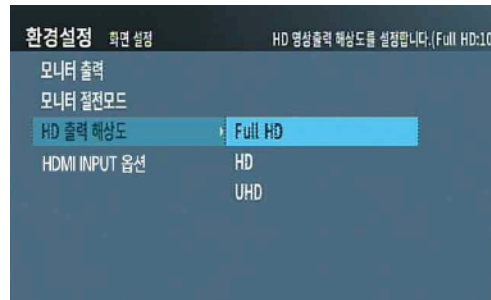 환경설정 화면 설정 HD 영상출력 해상도를 설정합니다.(Full HD:10
모니터 출력
모니터 절전모드
HD 출력 해상도 Full HD
HDMI INPUT 옵션 HD
UHD